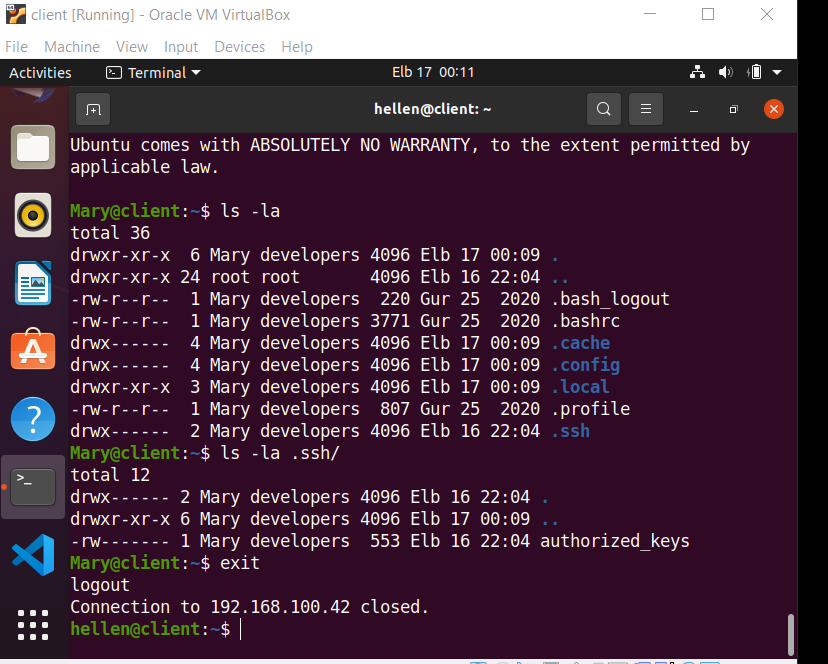 client [Running] - Oracle VM VirtualBox
File Machine View Input Devices Help
Activities Terminal Elb 17 00:11
hellen@client: ~
Ubuntu comes with ABSOLUTELY NO WARRANTY, to the extent permitted by
applicable law.
Mary@client:~$ ls -la
total 36
drwxr-xr-x  6 Mary developers 4096 Elb 17 00:09 .
drwxr-xr-x 24 root root       4096 Elb 16 22:04 ..
-rw-r--r--  1 Mary developers  220 Gur 25  2020 .bash_logout
-rw-r--r--  1 Mary developers 3771 Gur 25  2020 .bashrc
drwx------  4 Mary developers 4096 Elb 17 00:09 .cache
drwx------  4 Mary developers 4096 Elb 17 00:09 .config
drwxr-xr-x  3 Mary developers 4096 Elb 17 00:09 .local
-rw-r--r--  1 Mary developers  807 Gur 25  2020 .profile
drwx------  2 Mary developers 4096 Elb 16 22:04 .ssh
Mary@client:~$ ls -la .ssh/
total 12
drwx------ 2 Mary developers 4096 Elb 16 22:04 .
drwxr-xr-x 6 Mary developers 4096 Elb 17 00:09 ..
-rw------- 1 Mary developers  553 Elb 16 22:04 authorized_keys
Mary@client:~$ exit
logout
Connection to 192.168.100.42 closed.
hellen@client:~$